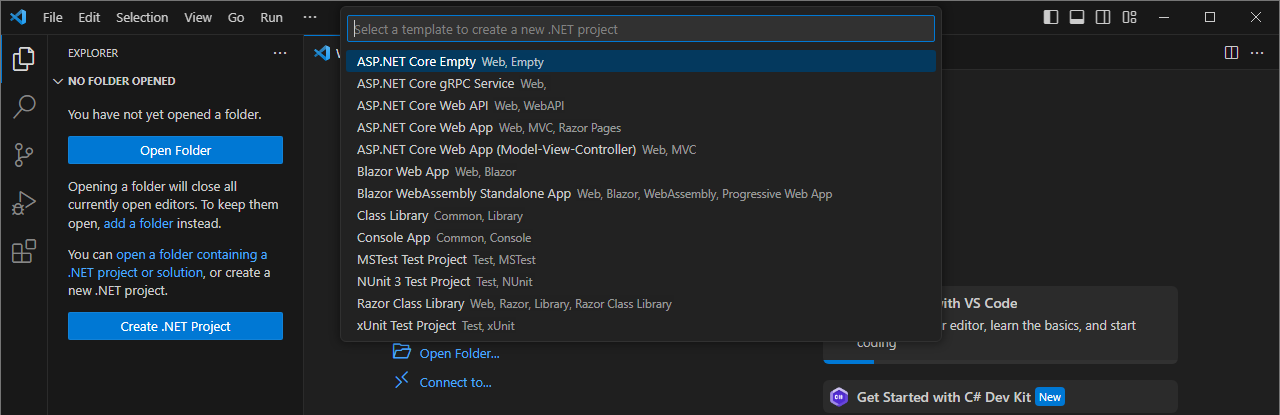 File Edit Selection View Go Run ···
Select a template to create a new .NET project
EXPLORER
NO FOLDER OPENED
You have not yet opened a folder.
Open Folder
Opening a folder will close all
currently open editors. To keep them
open, add a folder instead.
You can open a folder containing a
.NET project or solution, or create a
new .NET project.
Create .NET Project
ASP.NET Core Empty Web, Empty
ASP.NET Core gRPC Service Web,
ASP.NET Core Web API Web, WebAPI
ASP.NET Core Web App Web, MVC, Razor Pages
ASP.NET Core Web App (Model-View-Controller) Web, MVC
Blazor Web App Web, Blazor
Blazor WebAssembly Standalone App Web, Blazor, WebAssembly, Progressive Web App
Class Library Common, Library
Console App Common, Console
MSTest Test Project Test, MSTest
NUnit 3 Test Project Test, NUnit
Razor Class Library Web, Razor, Library, Razor Class Library
xUnit Test Project Test, xUnit
Open Folder...
Connect to...
with VS Code
editor, learn the basics, and start
coding
Get Started with C# Dev Kit New